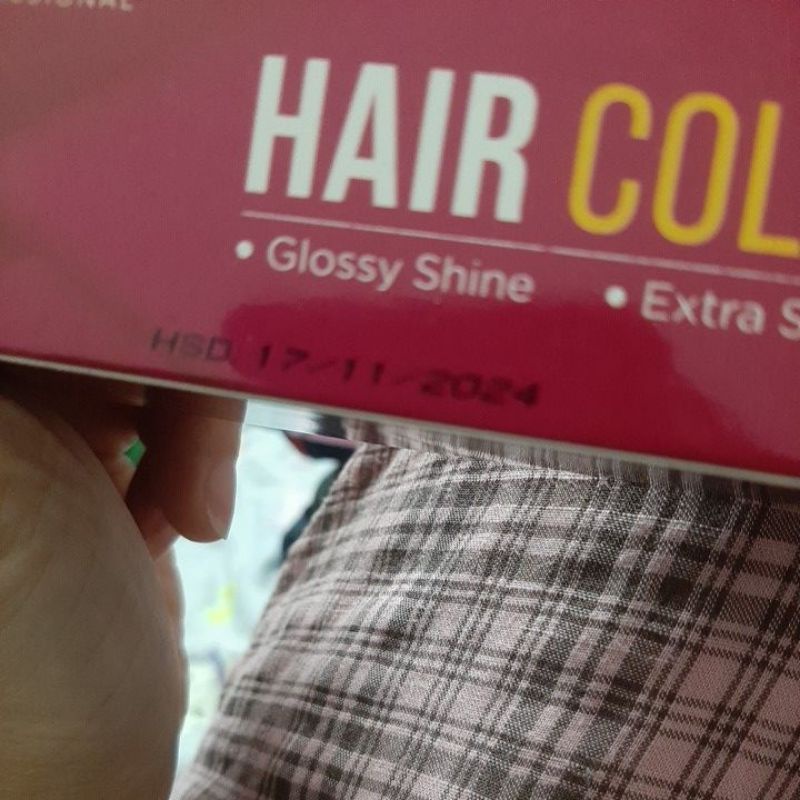 HAIR COL
• Glossy Shine • Extra S
HSD 17/11/2024